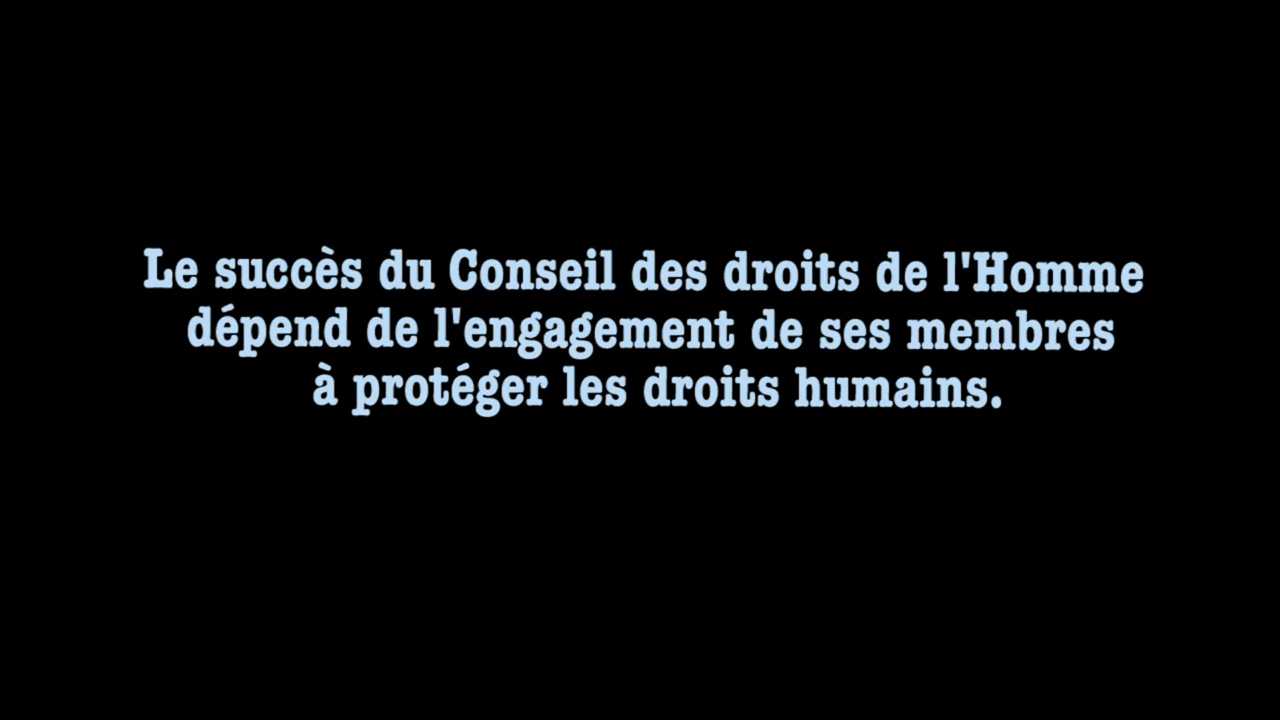 Le succès du Conseil des droits de l'Homme
dépend de l'engagement de ses membres
à protéger les droits humains.